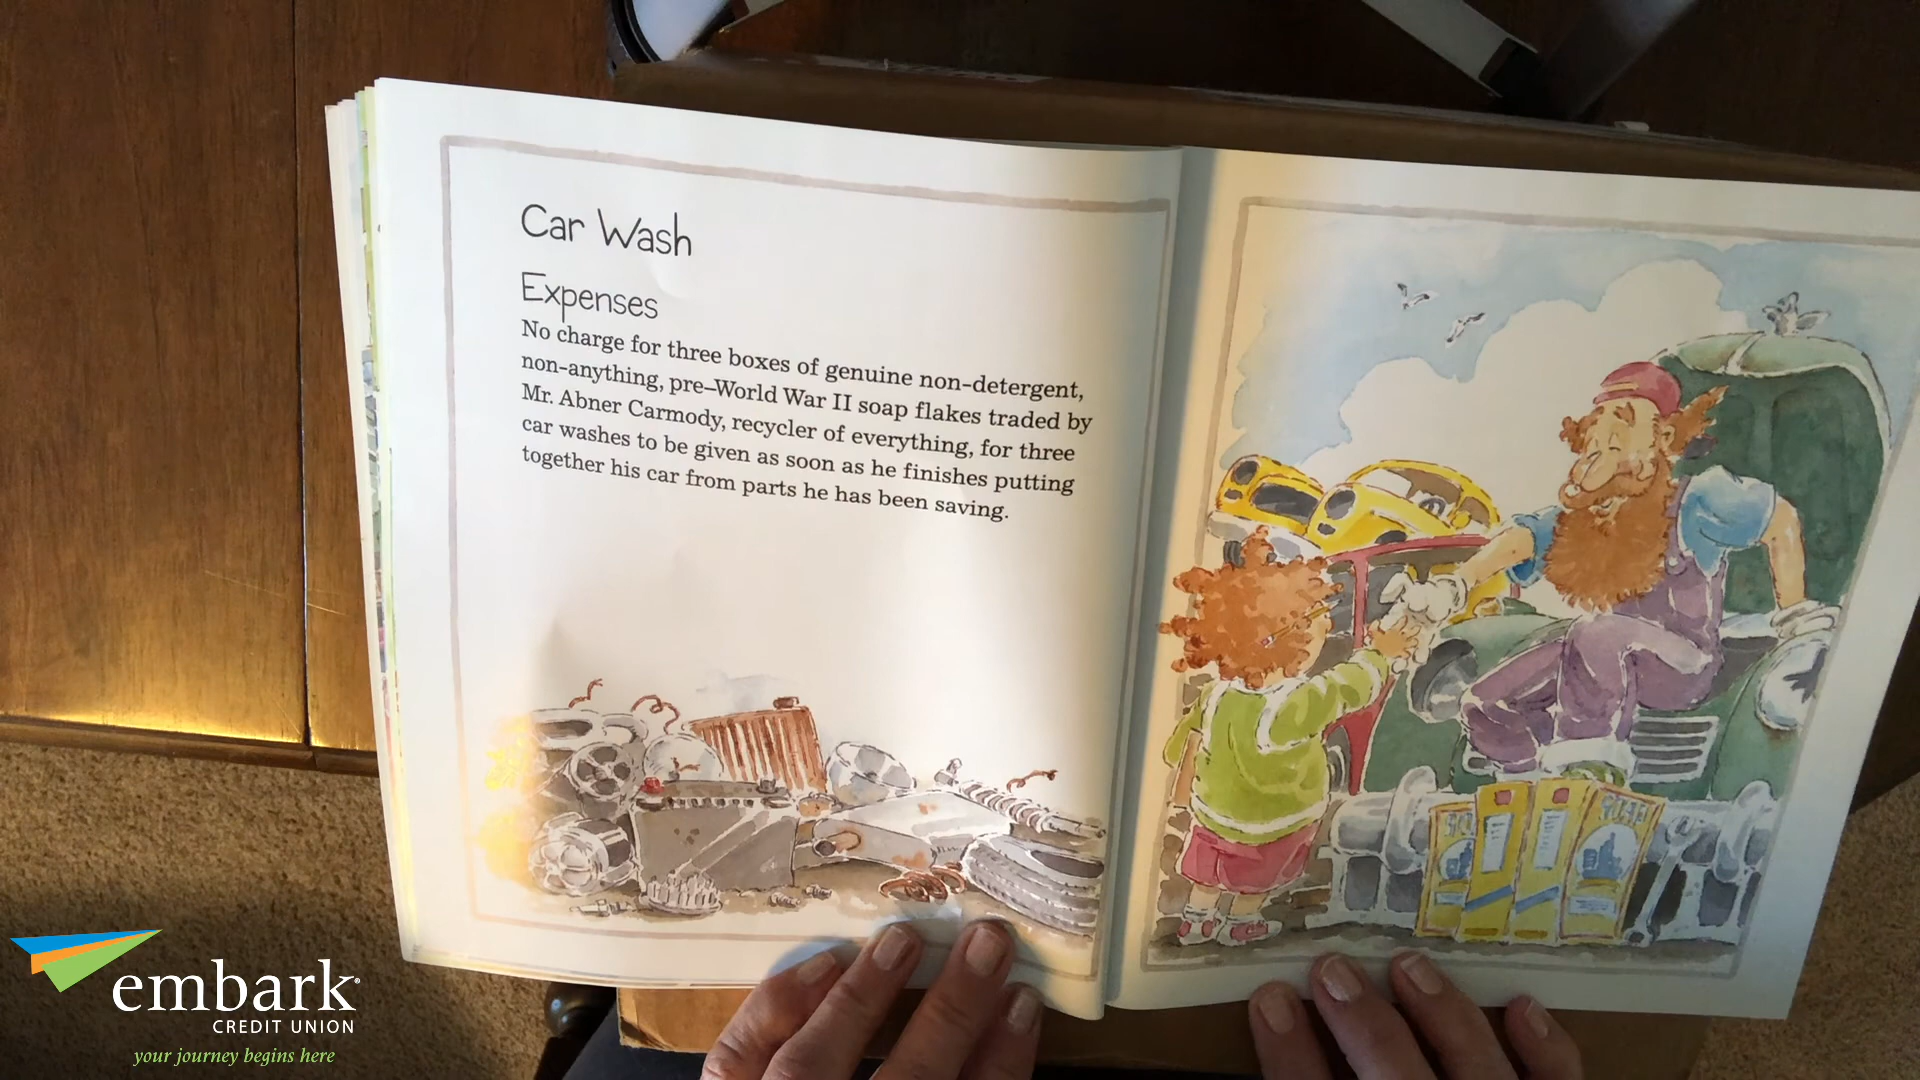 Car Wash
Expenses
No charge for three boxes of genuine non-detergent,
non-anything, pre–World War II soap flakes traded by
Mr. Abner Carmody, recycler of everything, for three
car washes to be given as soon as he finishes putting
together his car from parts he has been saving.
embark®
CREDIT UNION
your journey begins here